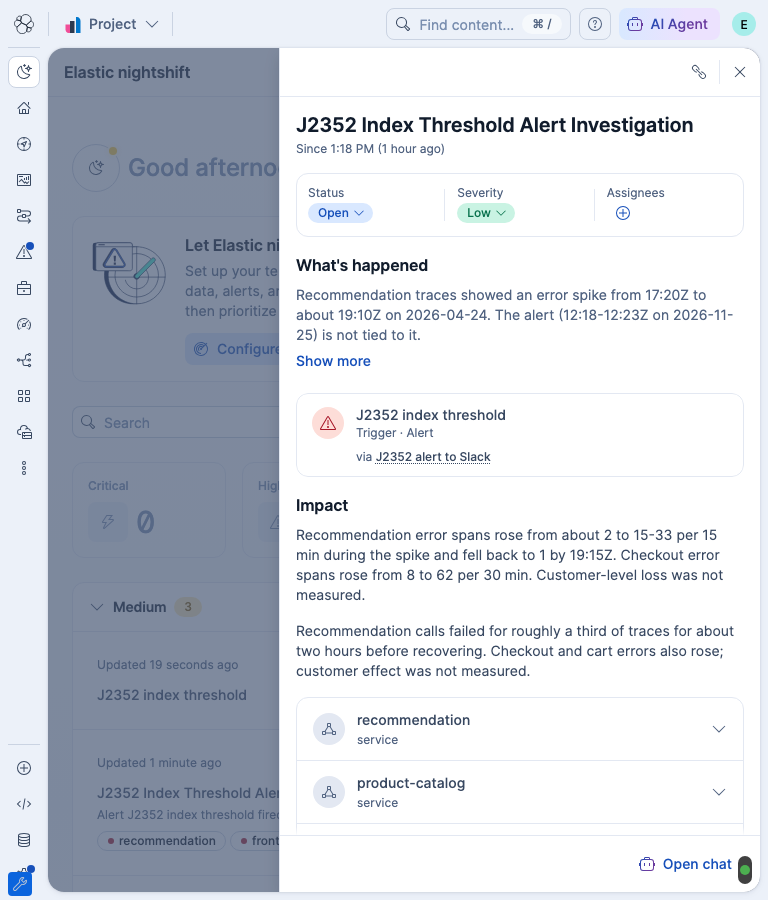 Project
Find content...
⌘ /
AI Agent
E
Elastic nightshift
Good afterno
Let Elastic ni
Set up your te
data, alerts, an
then prioritize
Configure
Search
Critical
0
High
Medium
3
Updated 19 seconds ago
J2352 index threshold
Updated 1 minute ago
J2352 Index Threshold Aler
Alert J2352 index threshold fired
recommendation
front
J2352 Index Threshold Alert Investigation
Since 1:18 PM (1 hour ago)
Status
Severity
Assignees
Open
Low
What's happened
Recommendation traces showed an error spike from 17:20Z to
about 19:10Z on 2026-04-24. The alert (12:18-12:23Z on 2026-11-
25) is not tied to it.
Show more
J2352 index threshold
Trigger · Alert
via J2352 alert to Slack
Impact
Recommendation error spans rose from about 2 to 15-33 per 15
min during the spike and fell back to 1 by 19:15Z. Checkout error
spans rose from 8 to 62 per 30 min. Customer-level loss was not
measured.
Recommendation calls failed for roughly a third of traces for about
two hours before recovering. Checkout and cart errors also rose;
customer effect was not measured.
recommendation
service
product-catalog
service
Open chat